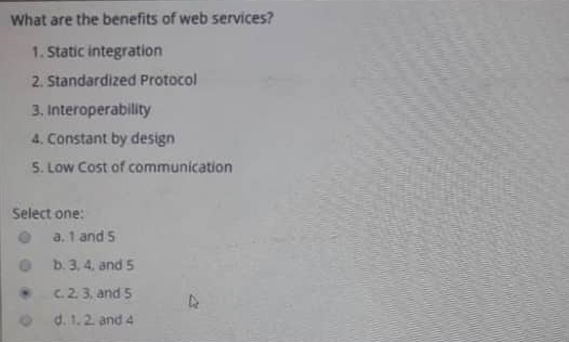 What are the benefits of web services?
1. Static integration
2. Standardized Protocol
3. Interoperability
4. Constant by design
5. Low Cost of communication
Select one:
a. 1 and 5
b. 3, 4, and 5
c. 2, 3, and 5
d. 1, 2, and 4